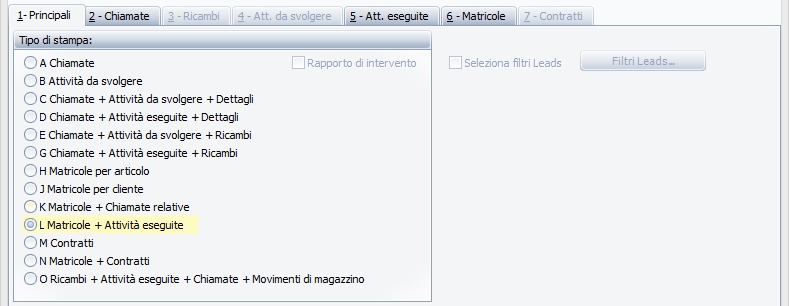 1- Principali 2 - Chiamate 3 - Ricambi 4 - Att. da svolgere 5 - Att. eseguite 6 - Matricole 7 - Contratti
Tipo di stampa:
A Chiamate Rapporto di intervento Seleziona filtri Leads Filtri Leads...
B Attività da svolgere
C Chiamate + Attività da svolgere + Dettagli
D Chiamate + Attività eseguite + Dettagli
E Chiamate + Attività da svolgere + Ricambi
G Chiamate + Attività eseguite + Ricambi
H Matricole per articolo
J Matricole per cliente
K Matricole + Chiamate relative
L Matricole + Attività eseguite
M Contratti
N Matricole + Contratti
O Ricambi + Attività eseguite + Chiamate + Movimenti di magazzino